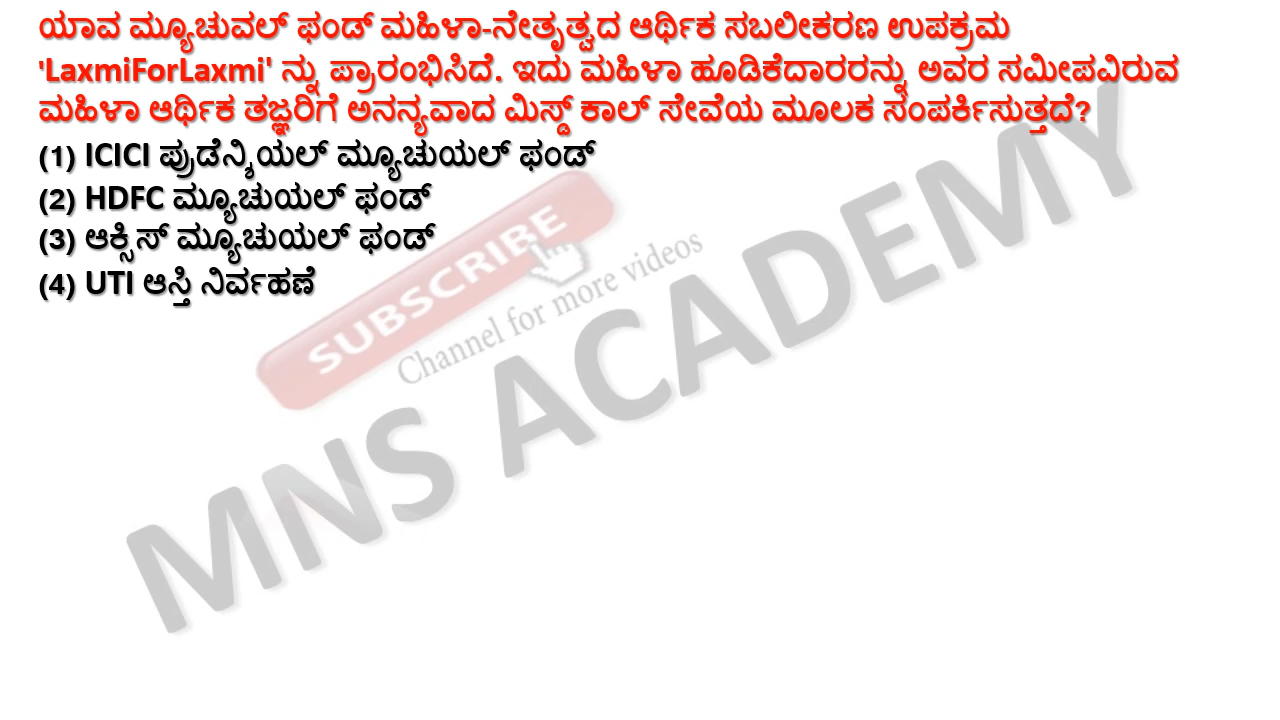 ಯಾವ ಮ್ಯೂಚುವಲ್ ಫಂಡ್ ಮಹಿಳಾ-ನೇತೃತ್ವದ ಆರ್ಥಿಕ ಸಬಲೀಕರಣ ಉಪಕ್ರಮ
'LaxmiForLaxmi' ನ್ನು ಪ್ರಾರಂಭಿಸಿದೆ. ಇದು ಮಹಿಳಾ ಹೂಡಿಕೆದಾರರನ್ನು ಅವರ ಸಮೀಪವಿರುವ
ಮಹಿಳಾ ಆರ್ಥಿಕ ತಜ್ಞರಿಗೆ ಅನನ್ಯವಾದ ಮಿಸ್ಡ್ ಕಾಲ್ ಸೇವೆಯ ಮೂಲಕ ಸಂಪರ್ಕಿಸುತ್ತದೆ?
(1) ICICI ಪ್ರುಡೆನ್ಶಿಯಲ್ ಮ್ಯೂಚುಯಲ್ ಫಂಡ್
(2) HDFC ಮ್ಯೂಚುಯಲ್ ಫಂಡ್
(3) ಆಕ್ಸಿಸ್ ಮ್ಯೂಚುಯಲ್ ಫಂಡ್
(4) UTI ಆಸ್ತಿ ನಿರ್ವಹಣೆ
SUBSCRIBE
Channel for more videos
MNS ACADEMY